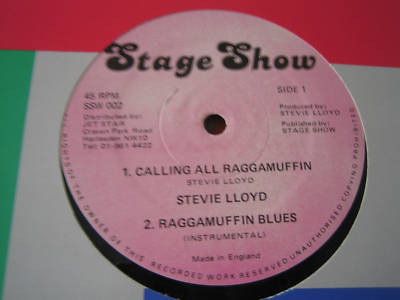 Stage Show
45 RPM.
SSW 002
SIDE 1
Distributed by:
JET STAR
Craven Park Road
Harlesden NW10
Tel: 01-961 4422
Produced by:
STEVIE LLOYD
Published by:
STAGE SHOW
1. CALLING ALL RAGGAMUFFIN
STEVIE LLOYD
STEVIE LLOYD
2. RAGGAMUFFIN BLUES
(INSTRUMENTAL)
Made in England
ALL RIGHTS OF THE OWNER OF THIS RECORDED WORK RESERVED UNAUTHORISED COPYING PROHIBITED